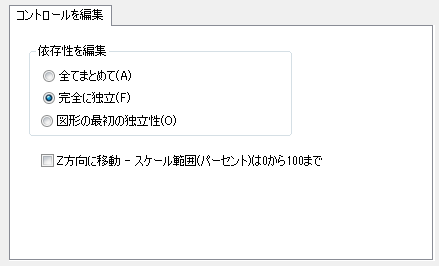 コントロールを編集
依存性を編集
全てまとめて(A)
完全に独立(F)
図形の最初の独立性(O)
Z方向に移動 - スケール範囲(パーセント)は0から100まで